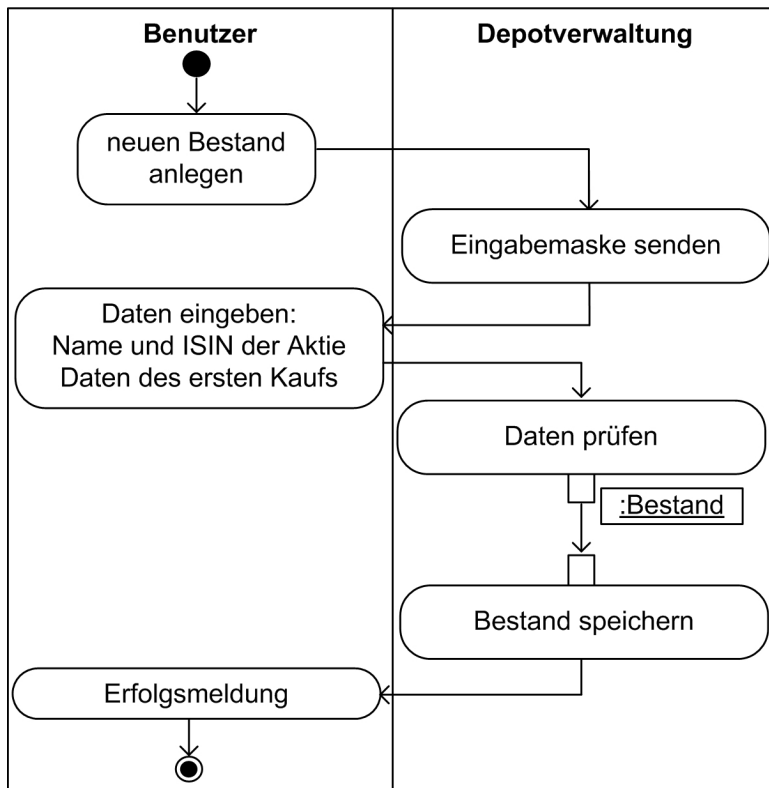 Benutzer
Depotverwaltung
neuen Bestand
anlegen
Eingabemaske senden
Daten eingeben:
Name und ISIN der Aktie
Daten des ersten Kaufs
Daten prüfen
:Bestand
Bestand speichern
Erfolgsmeldung